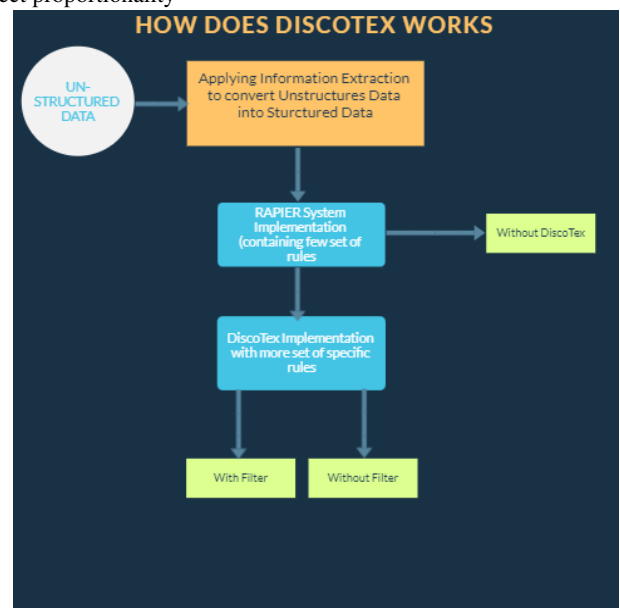 ect proportionality
HOW DOES DISCOTEX WORKS
UN-
STRUCTURED
DATA
Applying Information Extraction
to convert Unstructures Data
into Sturctured Data
RAPIER System
Implementation
(containing few set of
rules
Without DiscoTex
DiscoTex Implementation
with more set of specific
rules
With Filter
Without Filter